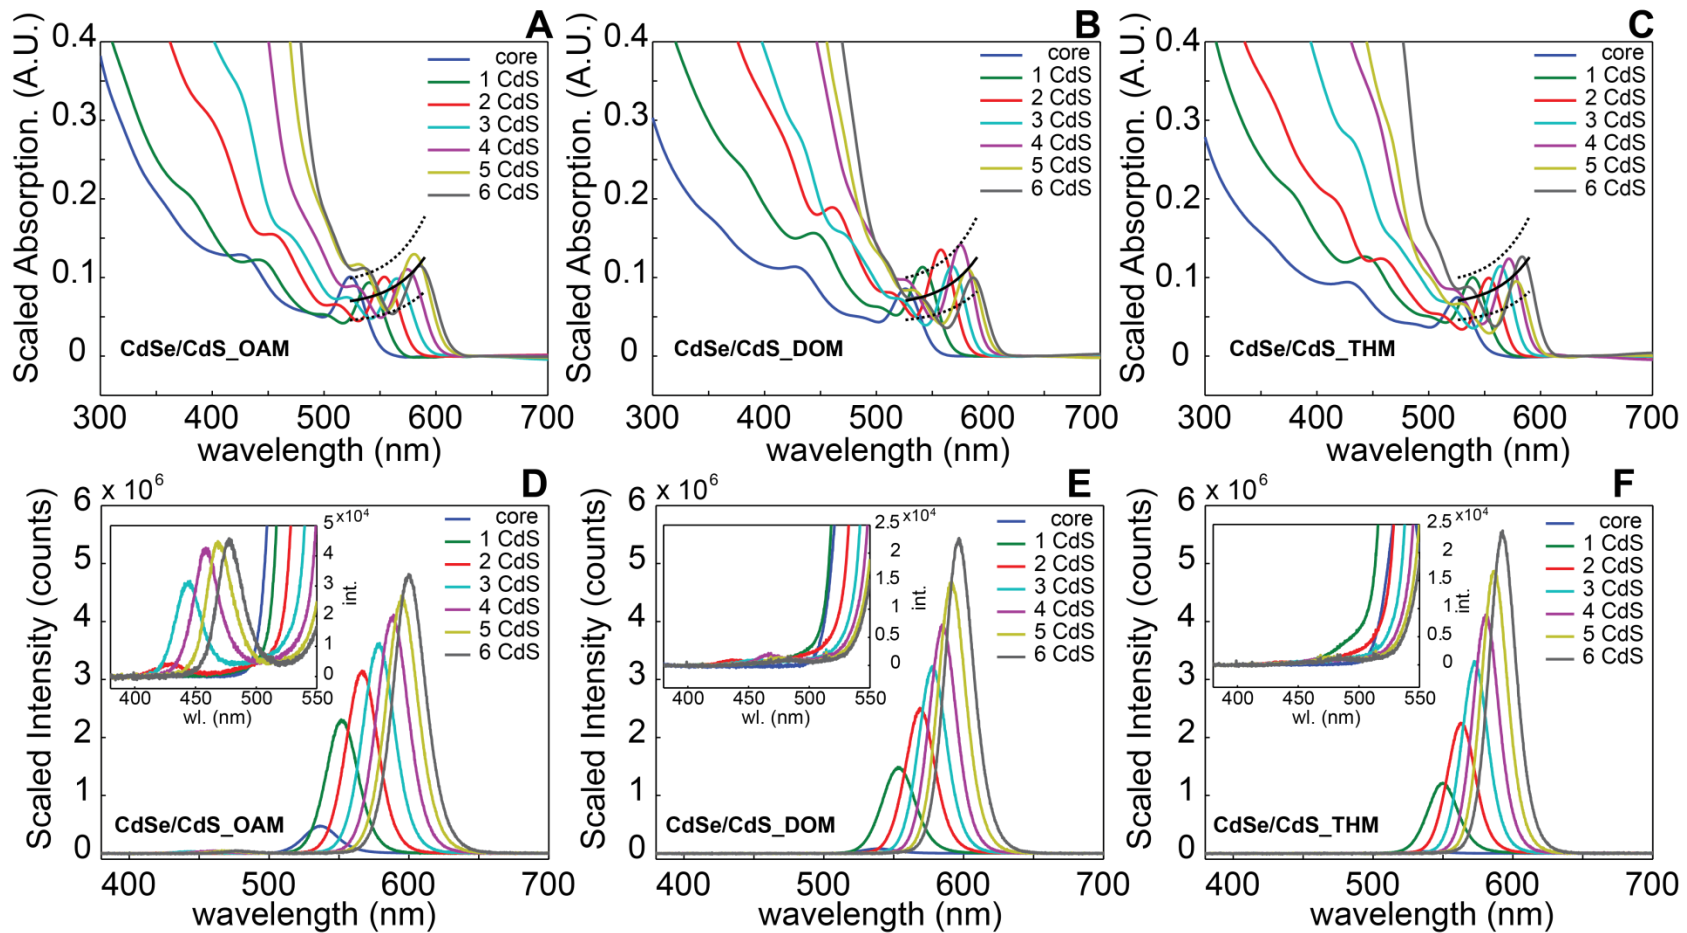 A
Scaled Absorption. (A.U.)
0.4
0.3
0.2
0.1
0
300 400 500 600 700
wavelength (nm)
core
1 CdS
2 CdS
3 CdS
4 CdS
5 CdS
6 CdS
CdSe/CdS_OAM
B
Scaled Absorption. (A.U.)
0.4
0.3
0.2
0.1
0
300 400 500 600 700
wavelength (nm)
core
1 CdS
2 CdS
3 CdS
4 CdS
5 CdS
6 CdS
CdSe/CdS_DOM
C
Scaled Absorption. (A.U.)
0.4
0.3
0.2
0.1
0
300 400 500 600 700
wavelength (nm)
core
1 CdS
2 CdS
3 CdS
4 CdS
5 CdS
6 CdS
CdSe/CdS_THM
D
Scaled Intensity (counts)
x 10⁶
6
5
4
3
2
1
0
400 500 600 700
wavelength (nm)
core
1 CdS
2 CdS
3 CdS
4 CdS
5 CdS
6 CdS
x10⁴
5
4
3
2
1
0
int.
400 450 500 550
wl. (nm)
CdSe/CdS_OAM
E
Scaled Intensity (counts)
x 10⁶
6
5
4
3
2
1
0
400 500 600 700
wavelength (nm)
core
1 CdS
2 CdS
3 CdS
4 CdS
5 CdS
6 CdS
x10⁴
2.5
2
1.5
1
0.5
0
int.
400 450 500 550
wl. (nm)
CdSe/CdS_DOM
F
Scaled Intensity (counts)
x 10⁶
6
5
4
3
2
1
0
400 500 600 700
wavelength (nm)
core
1 CdS
2 CdS
3 CdS
4 CdS
5 CdS
6 CdS
x10⁴
2.5
2
1.5
1
0.5
0
int.
400 450 500 550
wl. (nm)
CdSe/CdS_THM